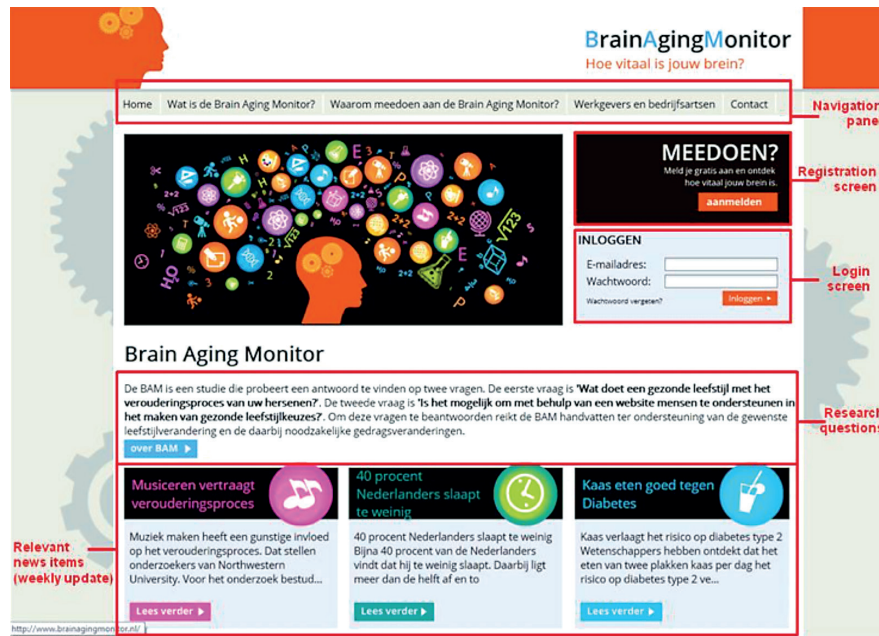 BrainAgingMonitor
Hoe vitaal is jouw brein?
Home Wat is de Brain Aging Monitor? Waarom meedoen aan de Brain Aging Monitor? Werkgevers en bedrijfsartsen Contact
Navigation
pane
MEEDOEN?
Meld je gratis aan en ontdek
hoe vitaal jouw brein is.
aanmelden
Registration
screen
INLOGGEN
E-mailadres:
Wachtwoord:
Wachtwoord vergeten?
Inloggen
Login
screen
Brain Aging Monitor
De BAM is een studie die probeert een antwoord te vinden op twee vragen. De eerste vraag is 'Wat doet een gezonde leefstijl met het
verouderingsproces van uw hersenen?'. De tweede vraag is 'Is het mogelijk om met behulp van een website mensen te ondersteunen in
het maken van gezonde leefstijlkeuzes?'. Om deze vragen te beantwoorden reikt de BAM handvatten ter ondersteuning van de gewenste
leefstijlverandering en de daarbij noodzakelijke gedragsveranderingen.
over BAM
Research
questions
Musiceren vertraagt
verouderingsproces
Muziek maken heeft een gunstige invloed
op het verouderingsproces. Dat stellen
onderzoekers van Northwestern
University. Voor het onderzoek bestud...
Lees verder
40 procent
Nederlanders slaapt
te weinig
40 procent Nederlanders slaapt te weinig
Bijna 40 procent van de Nederlanders
vindt dat hij te weinig slaapt. Daarbij ligt
meer dan de helft af en to
Lees verder
Kaas eten goed tegen
Diabetes
Kaas verlaagt het risico op diabetes type 2
Wetenschappers hebben ontdekt dat het
eten van twee plakken kaas per dag het
risico op diabetes type 2 ve...
Lees verder
Relevant
news items
(weekly update)